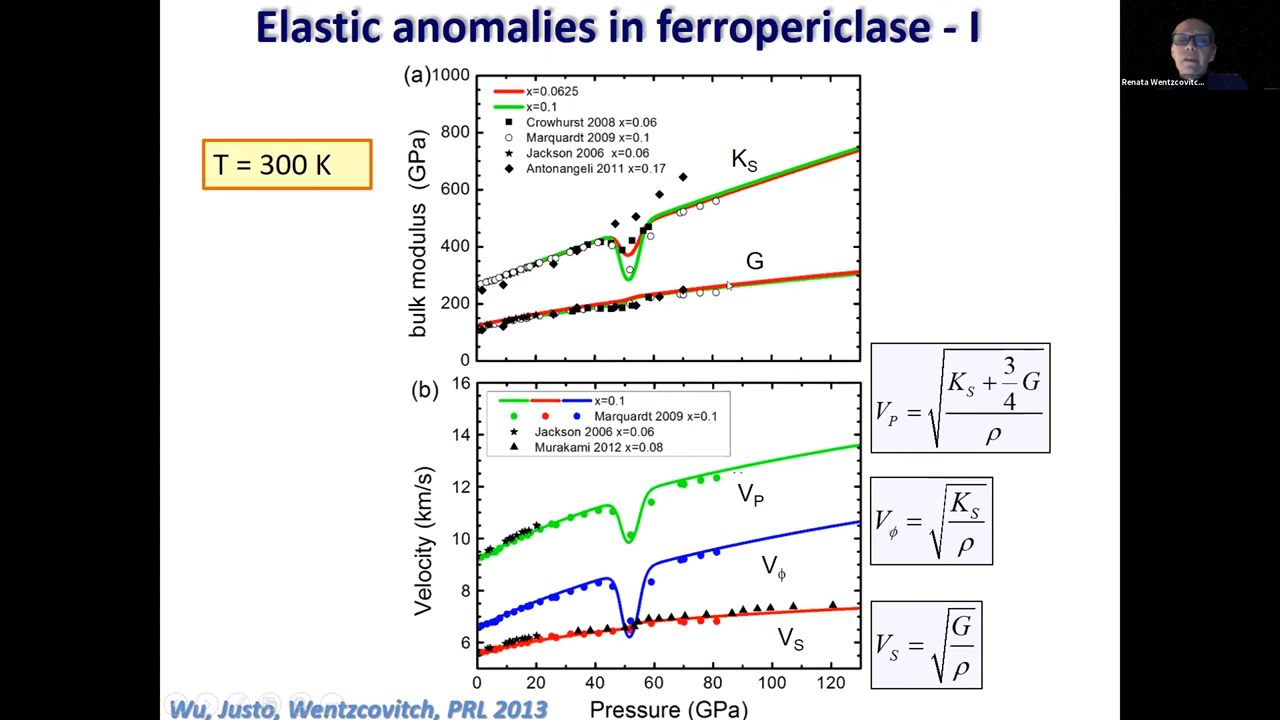 Elastic anomalies in ferropericlase - I
T = 300 K
(a)
1000
800
600
400
200
0
bulk modulus (GPa)
x=0.0625
x=0.1
Crowhurst 2008 x=0.06
Marquardt 2009 x=0.1
Jackson 2006 x=0.06
Antonangeli 2011 x=0.17
K_S
G
(b)
16
14
12
10
8
6
Velocity (km/s)
x=0.1
Marquardt 2009 x=0.1
Jackson 2006 x=0.06
Murakami 2012 x=0.08
V_P
V_ϕ
V_S
0 20 40 60 80 100 120
Pressure (GPa)
V_P = √((K_S + 3/4 G)/ρ)
V_ϕ = √(K_S/ρ)
V_S = √(G/ρ)
Wu, Justo, Wentzcovitch, PRL 2013
Renata Wentzcovitc...